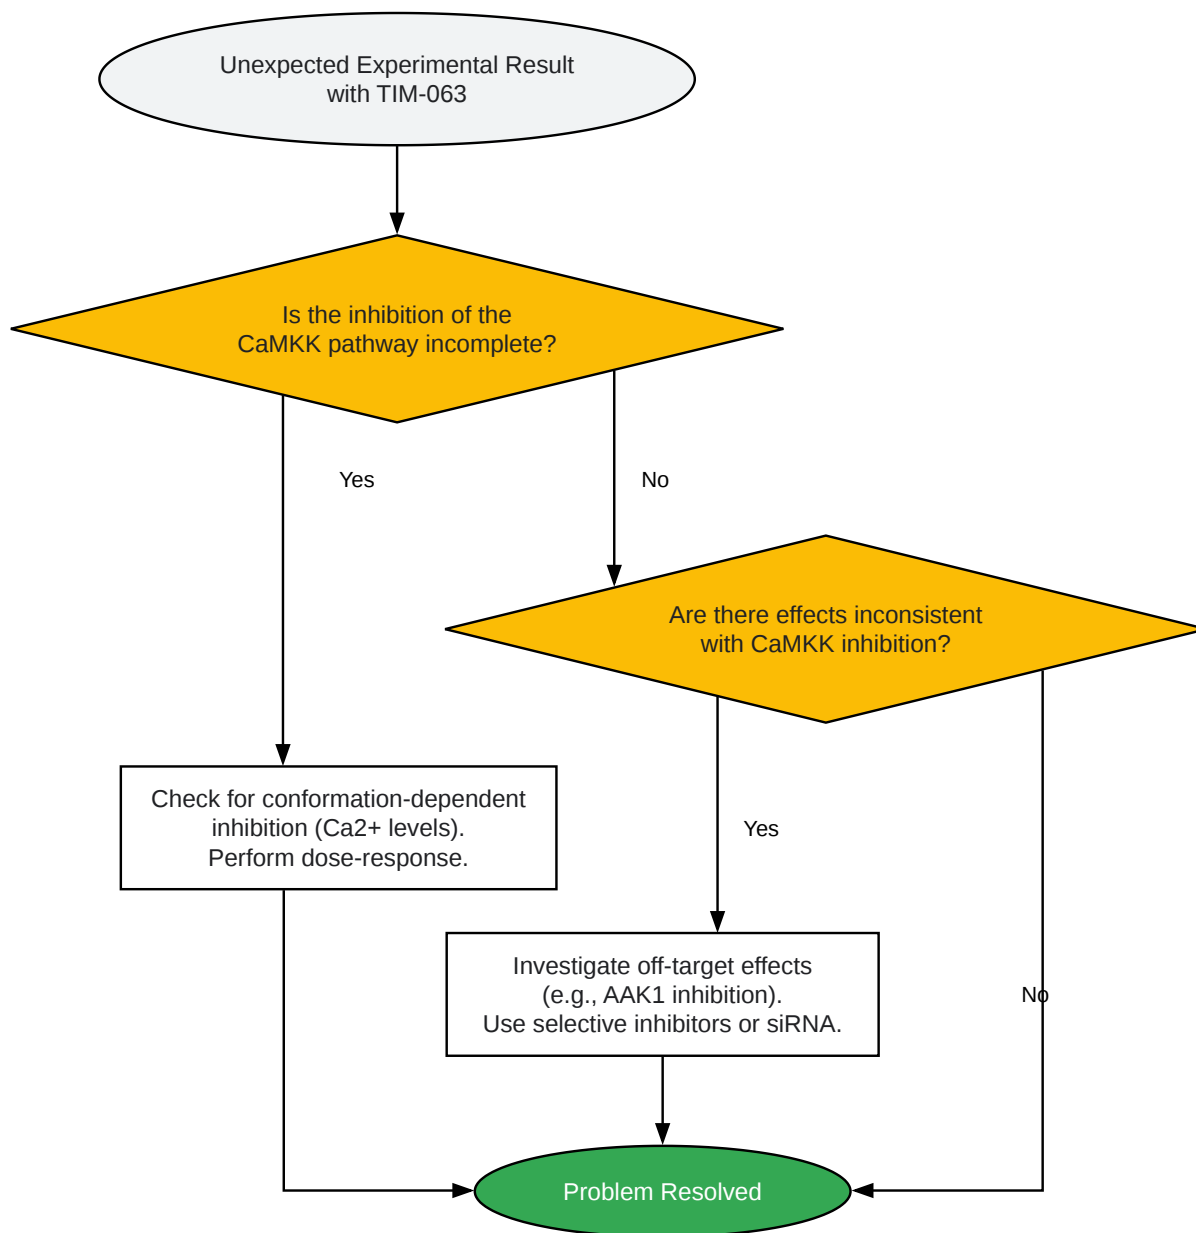 Unexpected Experimental Result
with TIM-063
Is the inhibition of the
CaMKK pathway incomplete?
Yes
No
Are there effects inconsistent
with CaMKK inhibition?
Check for conformation-dependent
inhibition (Ca2+ levels).
Perform dose-response.
Yes
Investigate off-target effects
(e.g., AAK1 inhibition).
Use selective inhibitors or siRNA.
No
Problem Resolved